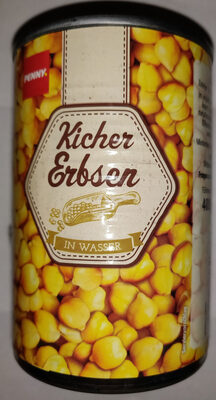 PENNY.
Kicher
Erbsen
IN WASSER